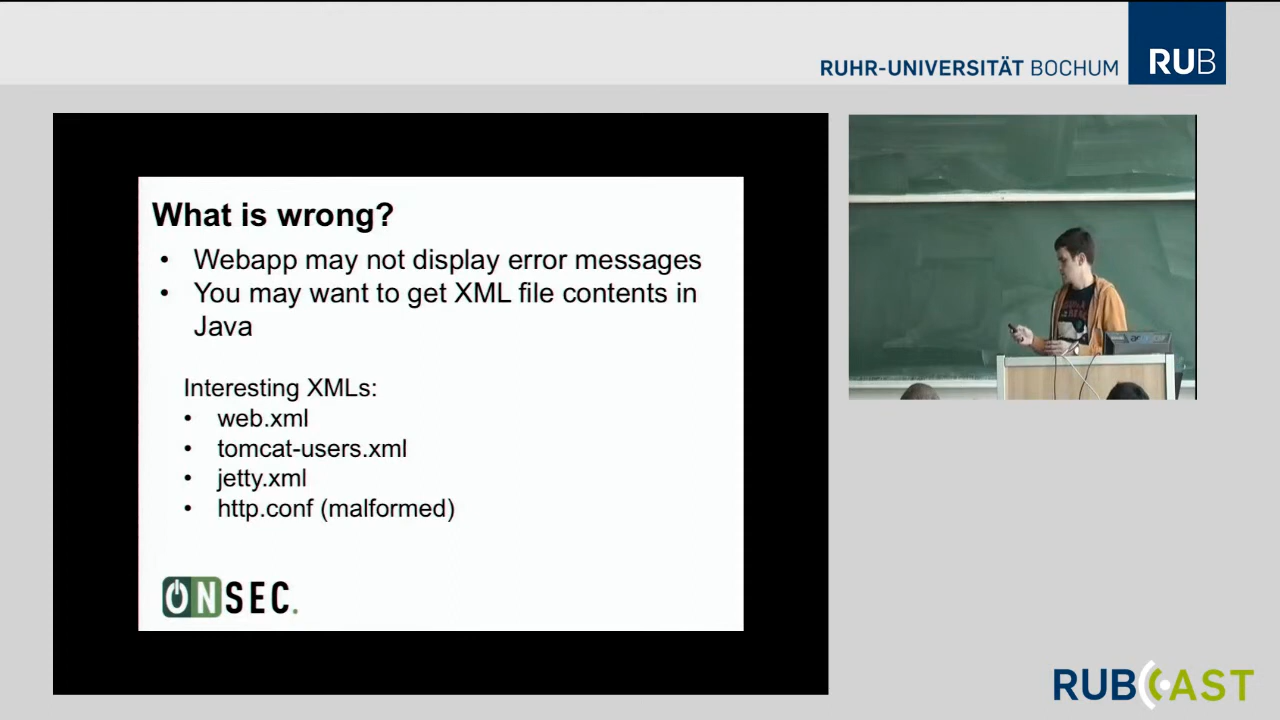 RUHR-UNIVERSITÄT BOCHUM
RUB
What is wrong?
• Webapp may not display error messages
• You may want to get XML file contents in
Java
Interesting XMLs:
• web.xml
• tomcat-users.xml
• jetty.xml
• http.conf (malformed)
ONSEC.
RUBCAST